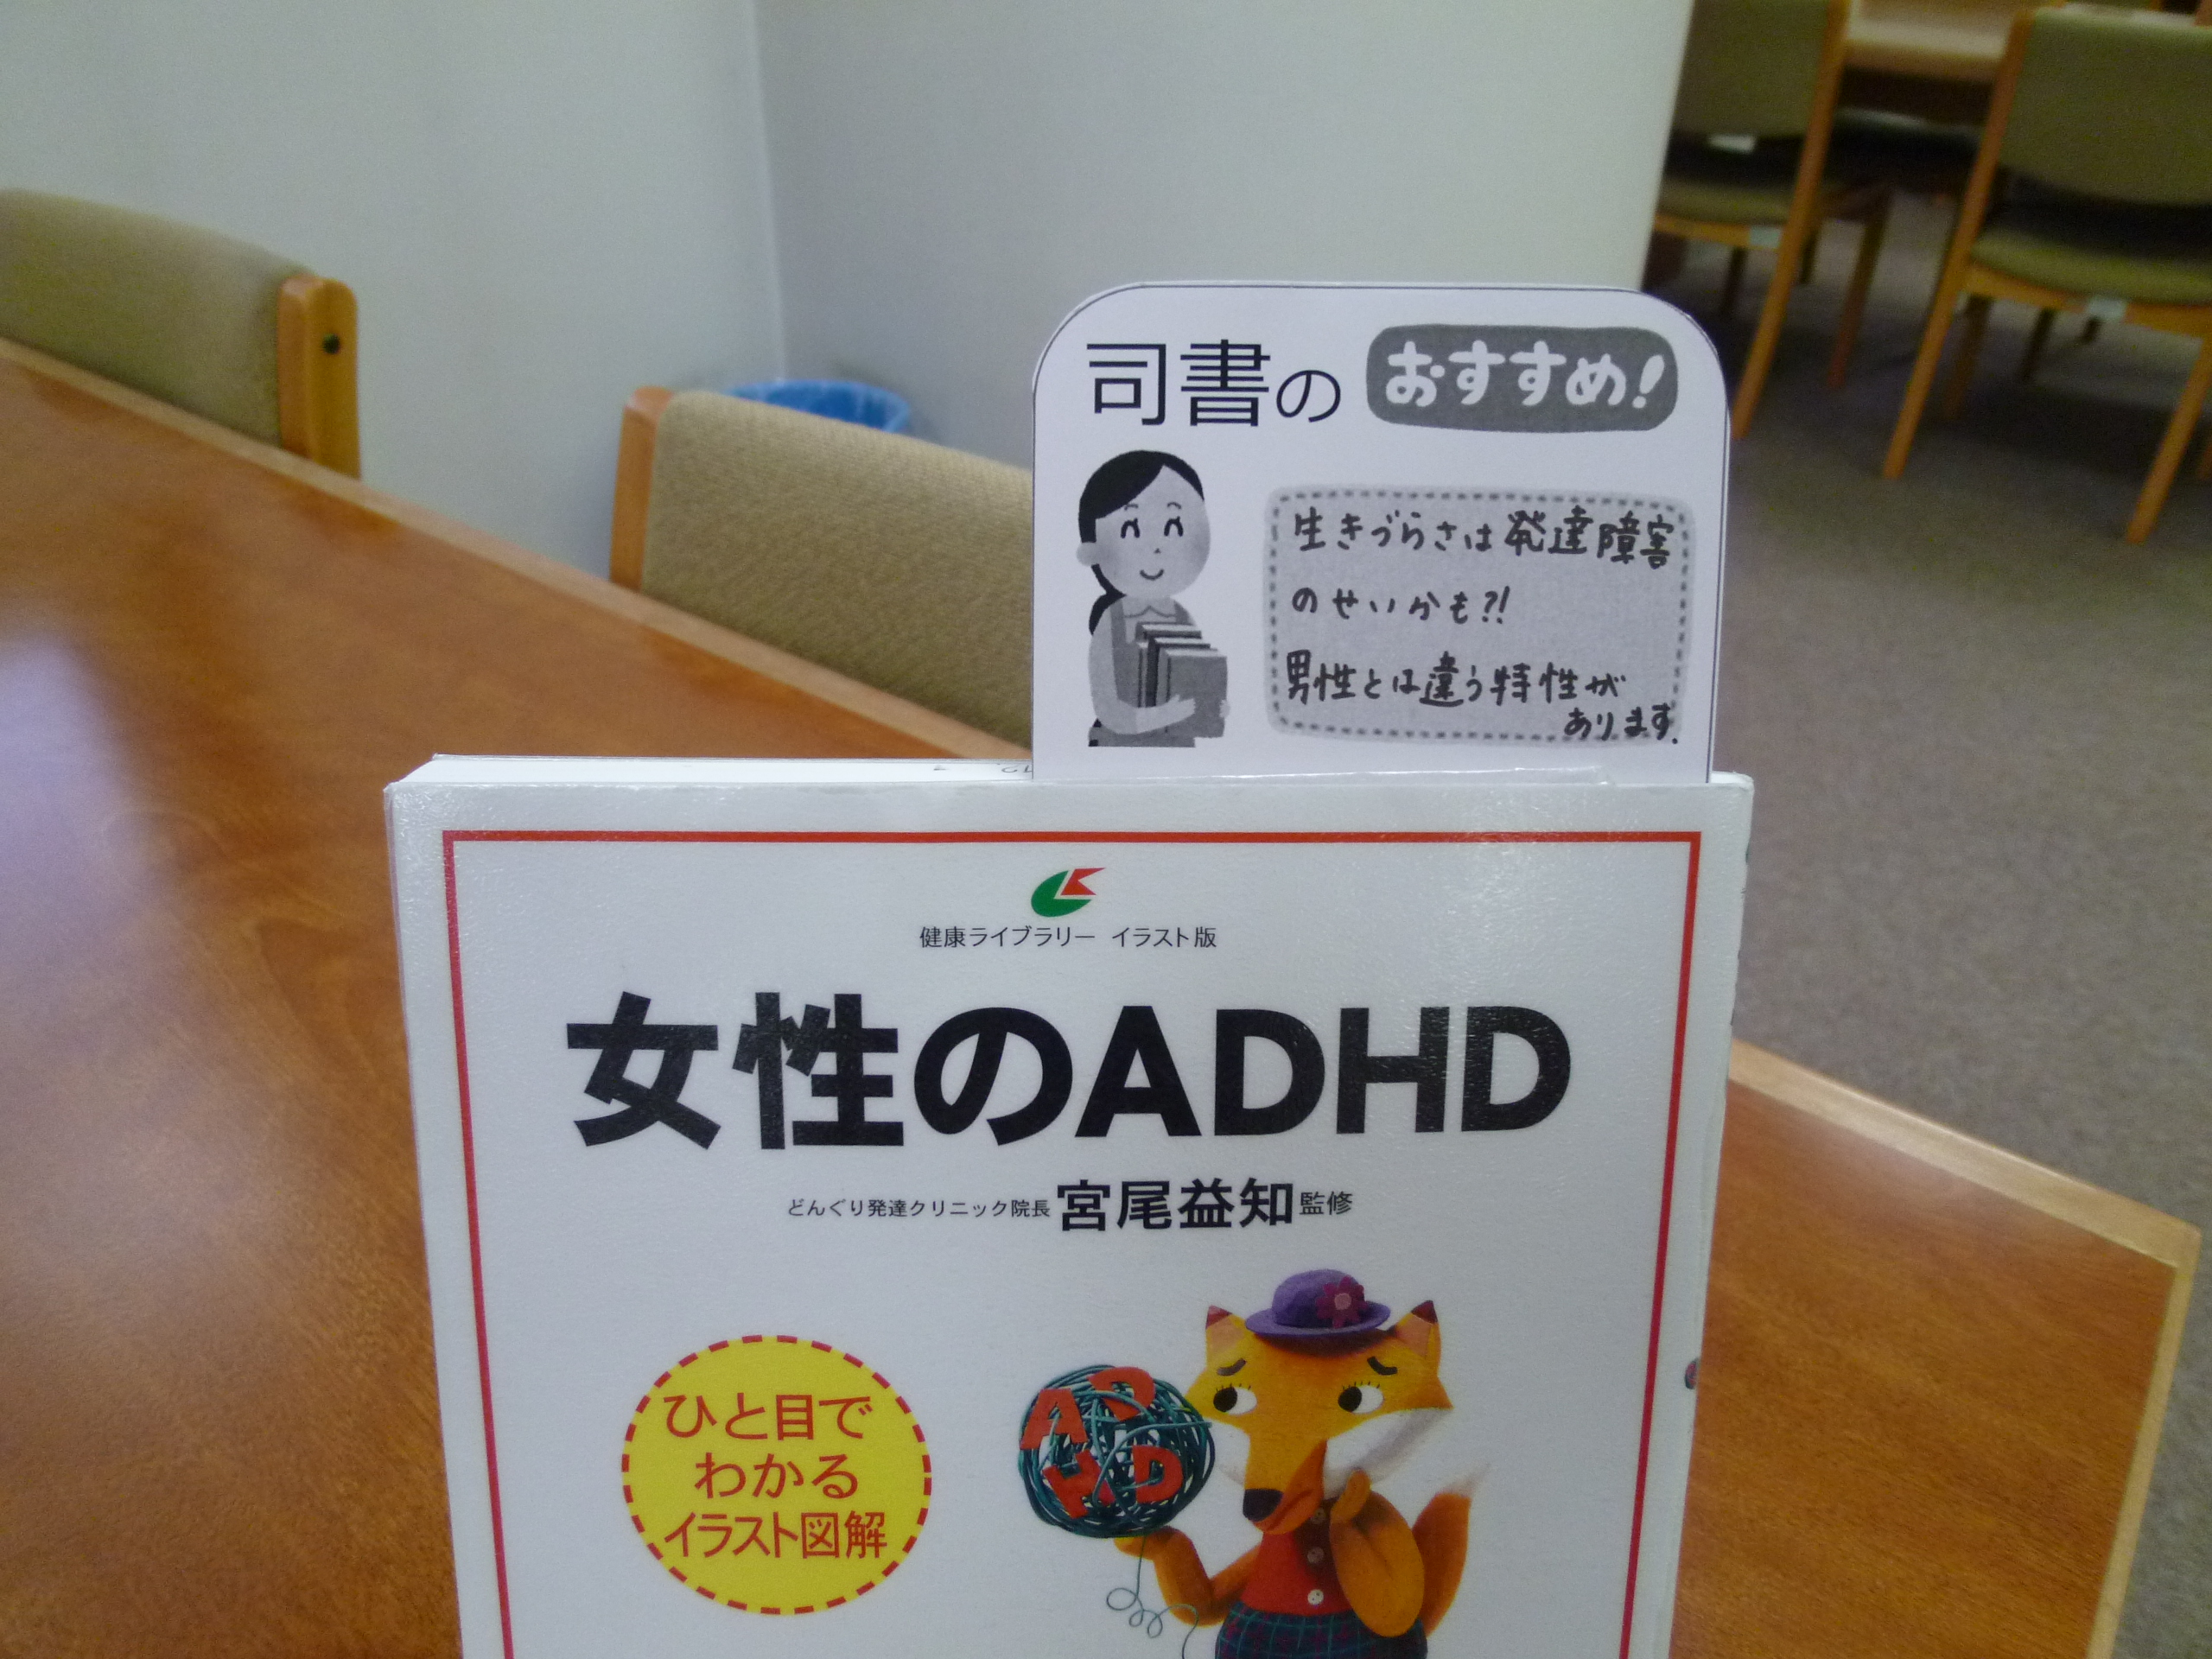 司書の おすすめ!
生きづらさは発達障害
のせいかも?!
男性とは違う特性が
あります.
健康ライブラリー イラスト版
女性のADHD
どんぐり発達クリニック院長 宮尾益知 監修
ひと目で
わかる
イラスト図解
A D
H D